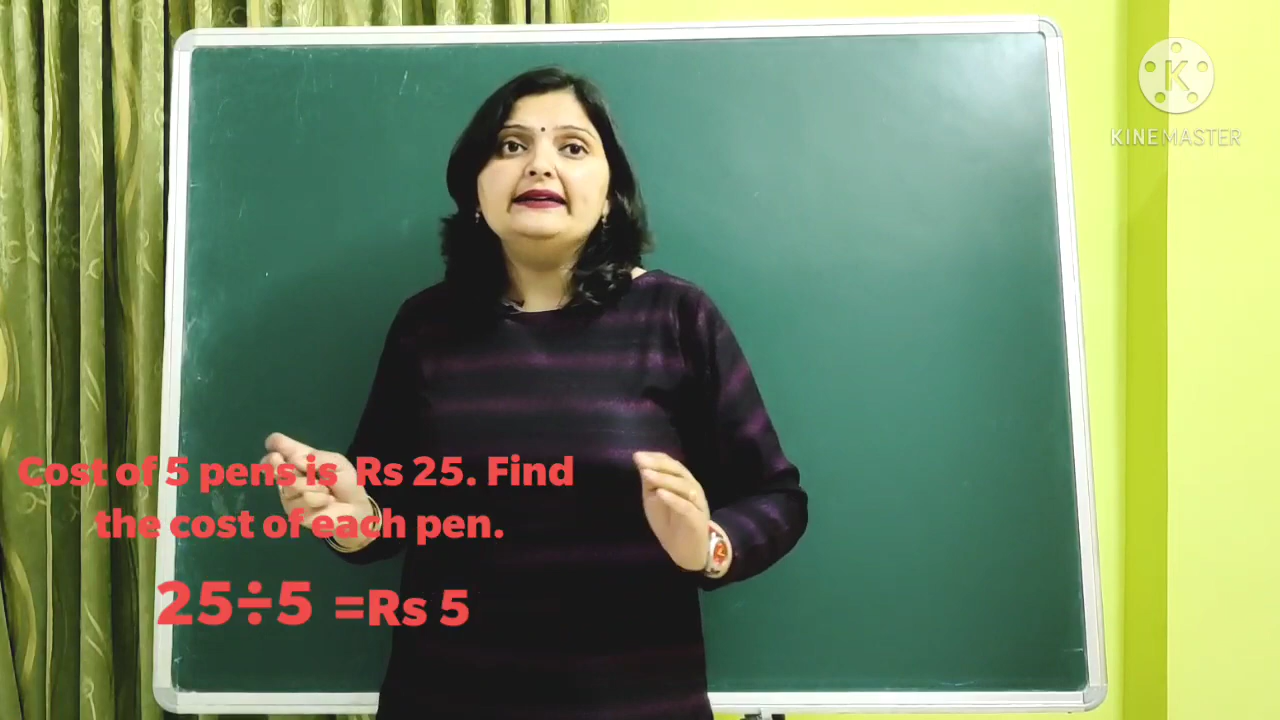 K
KINEMASTER
Cost of 5 pens is Rs 25. Find
the cost of each pen.
25÷5 =Rs 5